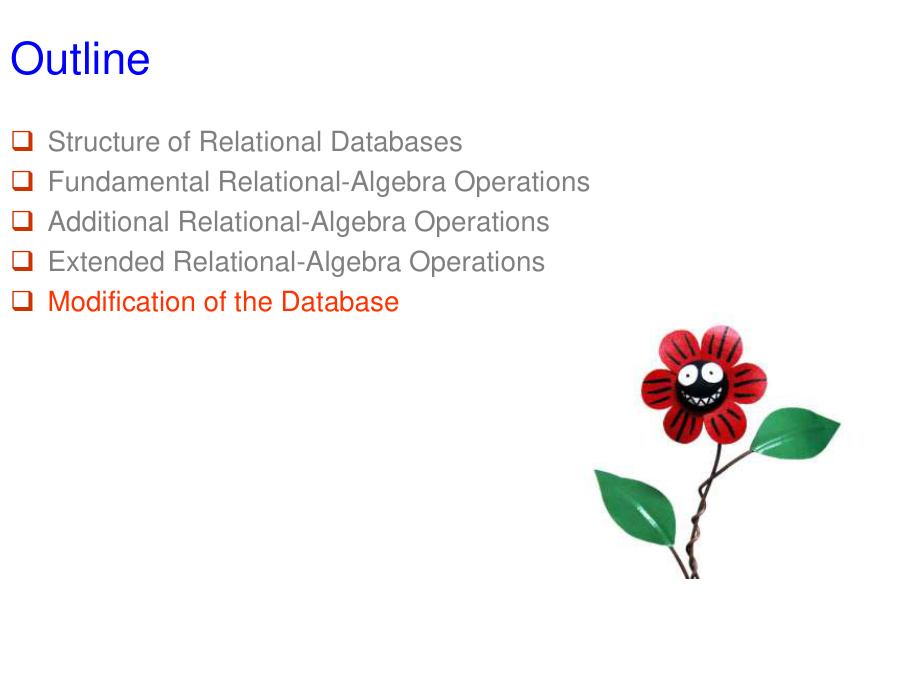 Outline
Structure of Relational Databases
Fundamental Relational-Algebra Operations
Additional Relational-Algebra Operations
Extended Relational-Algebra Operations
Modification of the Database